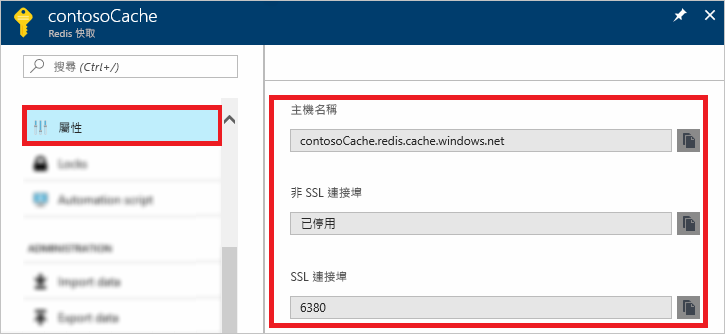 contosoCache
Redis 快取
搜尋 (Ctrl+/)
屬性
Locks
Automation script
ADMINISTRATION
Import data
Export data
主機名稱
contosoCache.redis.cache.windows.net
非 SSL 連接埠
已停用
SSL 連接埠
6380